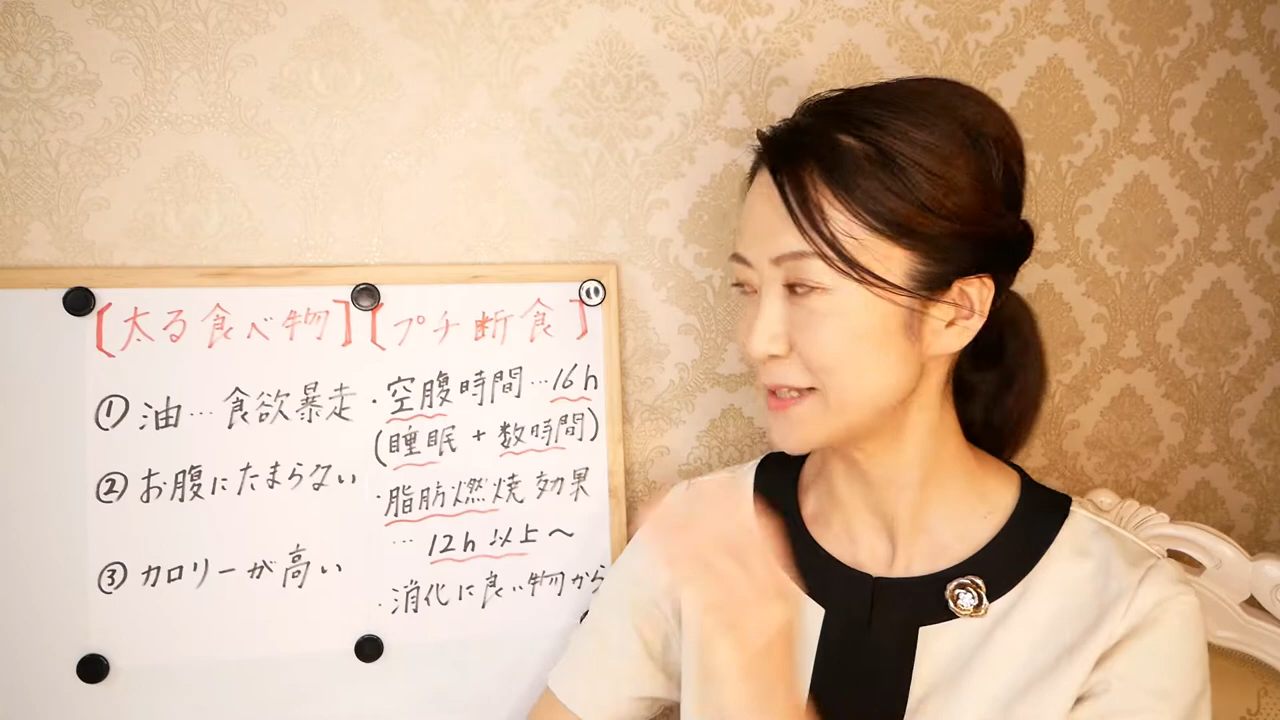 【太る食べ物】
①油…食欲暴走
②お腹にたまらない
③カロリーが高い
【プチ断食】
・空腹時間…16h
(睡眠+数時間)
・脂肪燃焼効果
…12h以上〜
・消化に良い物から